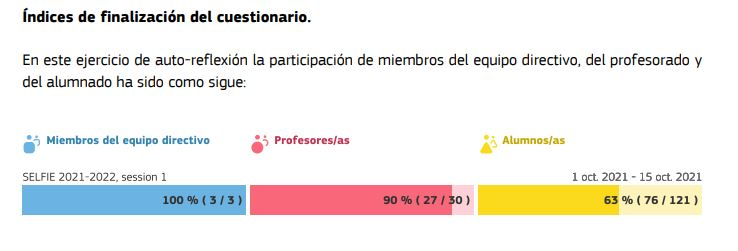 Índices de finalización del cuestionario.
En este ejercicio de auto-reflexión la participación de miembros del equipo directivo, del profesorado y
del alumnado ha sido como sigue:
Miembros del equipo directivo Profesores/as Alumnos/as
SELFIE 2021-2022, session 1 1 oct. 2021 - 15 oct. 2021
100 % ( 3 / 3 ) 90 % ( 27 / 30 ) 63 % ( 76 / 121 )